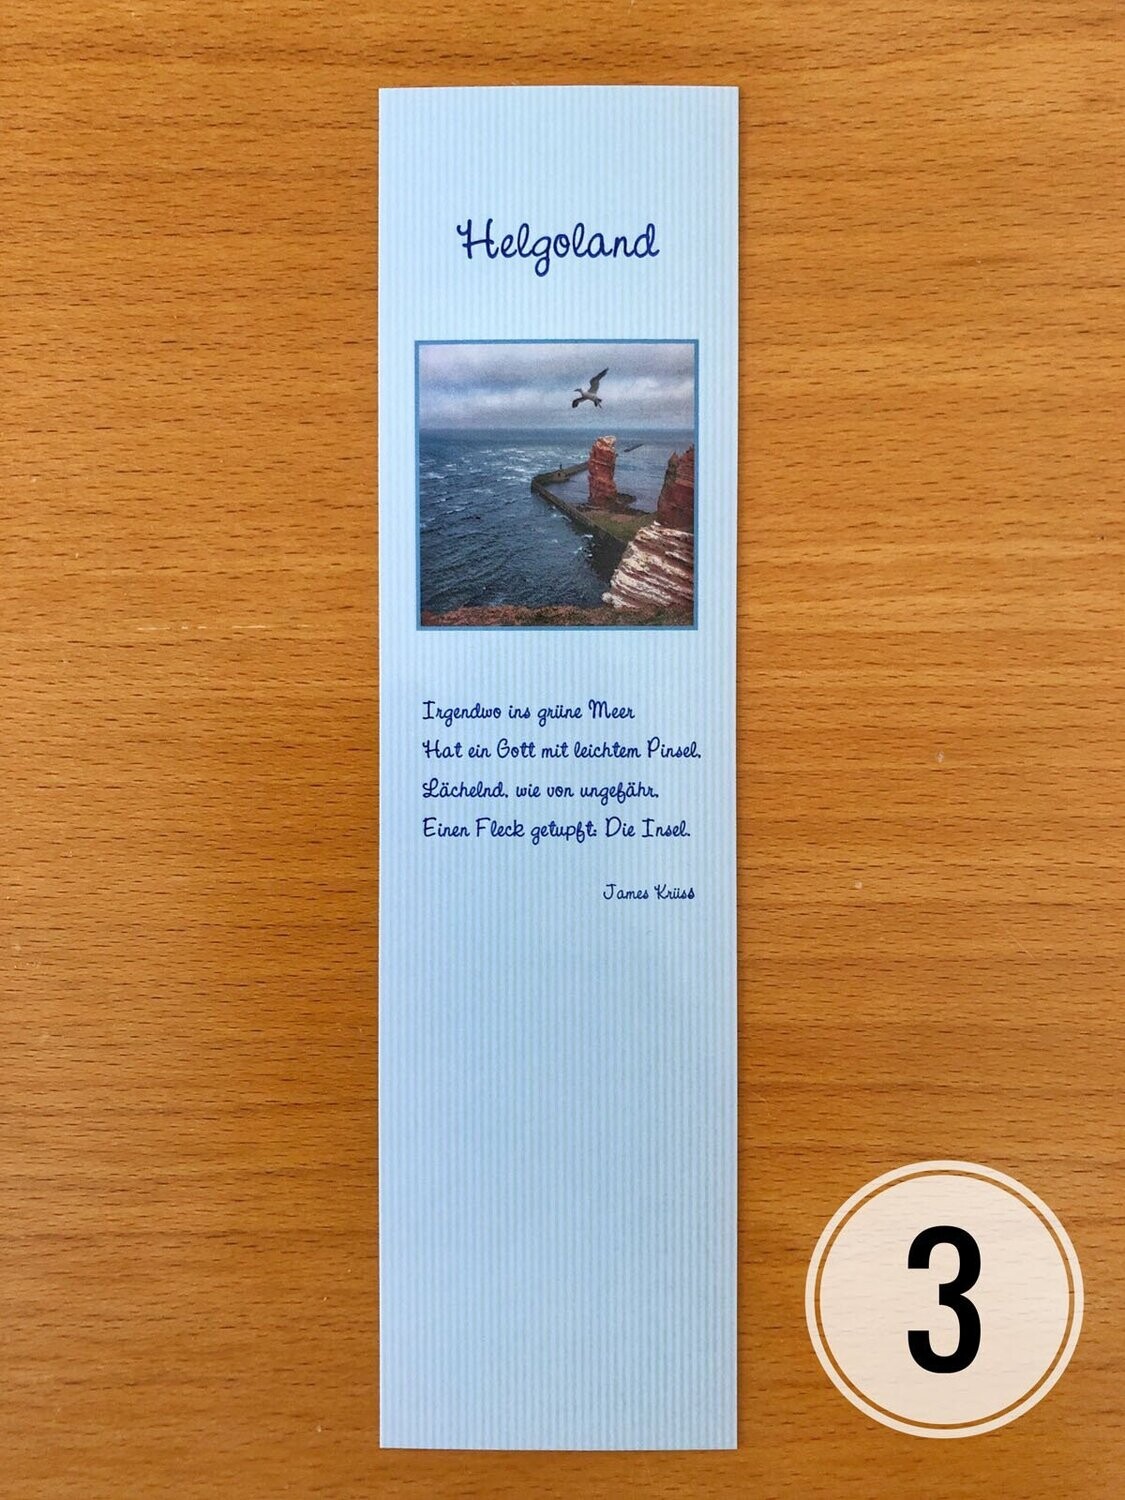 Helgoland
Irgendwo ins grüne Meer
Hat ein Gott mit leichtem Pinsel,
Lächelnd, wie von ungefähr,
Einen Fleck getupft: Die Insel.
James Krüss
3